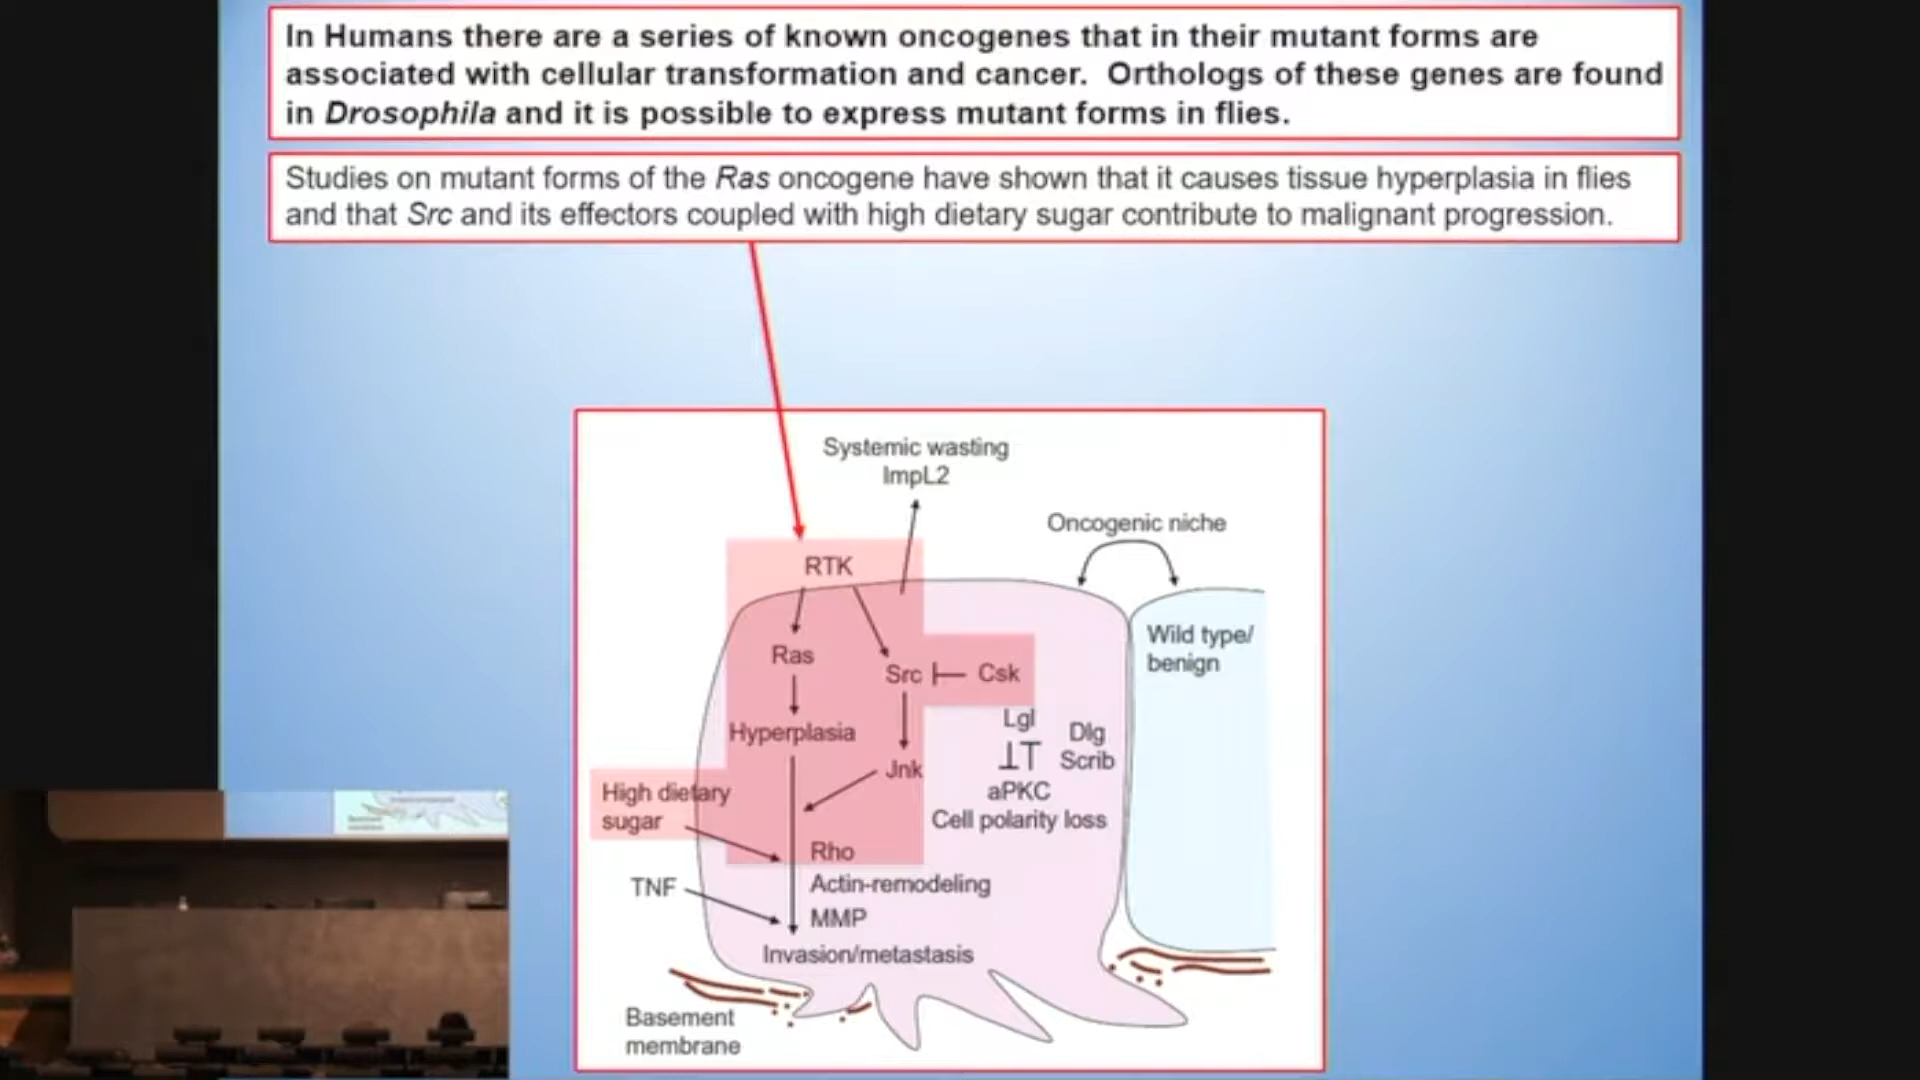 In Humans there are a series of known oncogenes that in their mutant forms are
associated with cellular transformation and cancer. Orthologs of these genes are found
in Drosophila and it is possible to express mutant forms in flies.
Studies on mutant forms of the Ras oncogene have shown that it causes tissue hyperplasia in flies
and that Src and its effectors coupled with high dietary sugar contribute to malignant progression.
Systemic wasting
ImpL2
Oncogenic niche
RTK
Wild type/
benign
Ras
Src
Csk
Hyperplasia
Lgl
Dlg
Scrib
Jnk
aPKC
Cell polarity loss
High dietary
sugar
Rho
TNF
Actin-remodeling
MMP
Invasion/metastasis
Basement
membrane